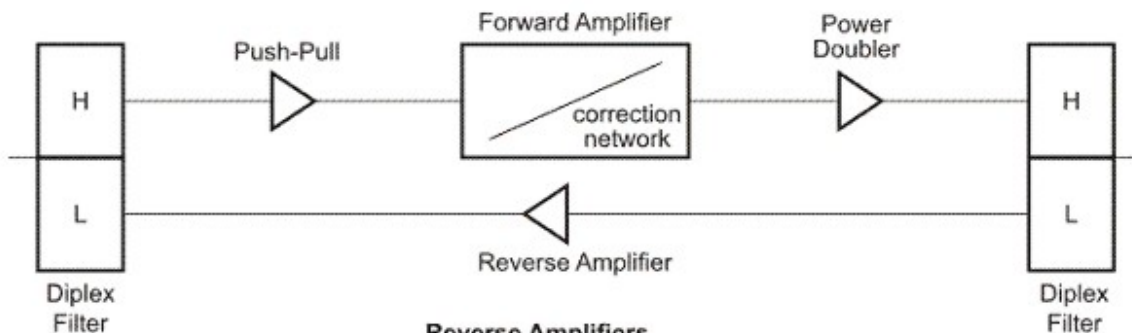 Forward Amplifier
Power
Doubler
Push-Pull
H
correction
network
H
L
L
Reverse Amplifier
Diplex
Filter
Diplex
Filter
Reverse Amplifiers